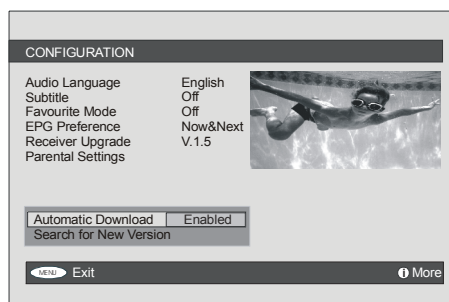 CONFIGURATION
Audio Language English
Subtitle Off
Favourite Mode Off
EPG Preference Now&Next
Receiver Upgrade V.1.5
Parental Settings
Automatic Download Enabled
Search for New Version
MENU Exit i More